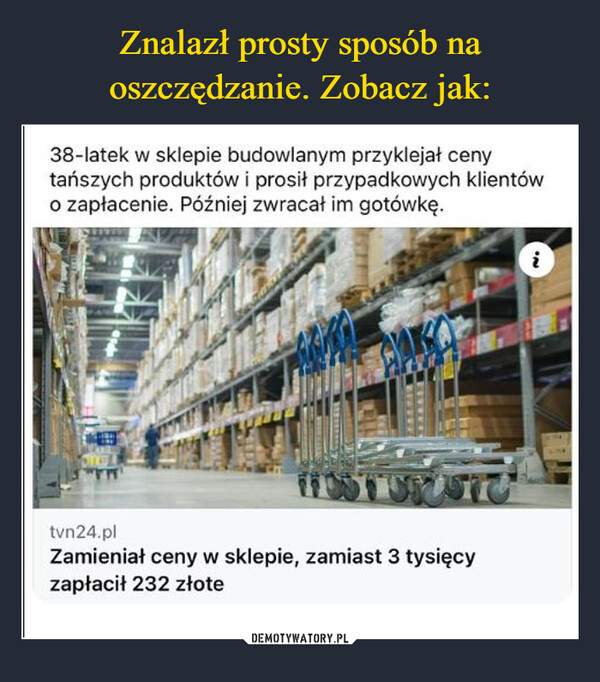 Znalazł prosty sposób na
oszczędzanie. Zobacz jak:
38-latek w sklepie budowlanym przyklejał ceny
tańszych produktów i prosił przypadkowych klientów
o zapłacenie. Później zwracał im gotówkę.
i
tvn24.pl
Zamieniał ceny w sklepie, zamiast 3 tysięcy
zapłacił 232 złote
DEMOTYWATORY.PL